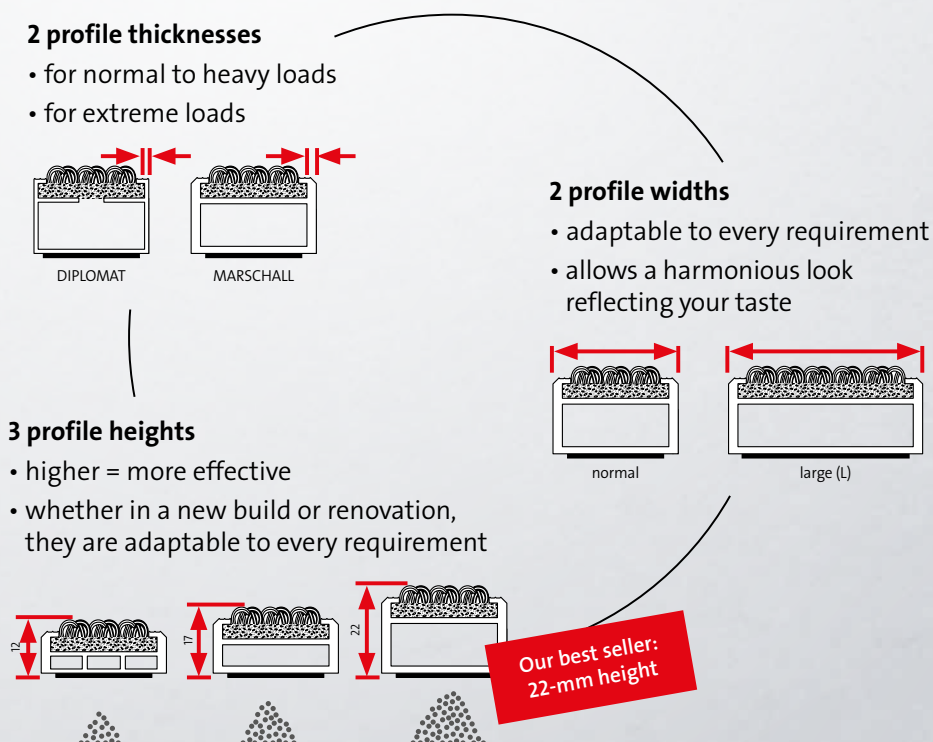 2 profile thicknesses
• for normal to heavy loads
• for extreme loads
DIPLOMAT
MARSCHALL
2 profile widths
• adaptable to every requirement
• allows a harmonious look
reflecting your taste
normal
large (L)
3 profile heights
• higher = more effective
• whether in a new build or renovation,
they are adaptable to every requirement
12
17
22
Our best seller:
22-mm height